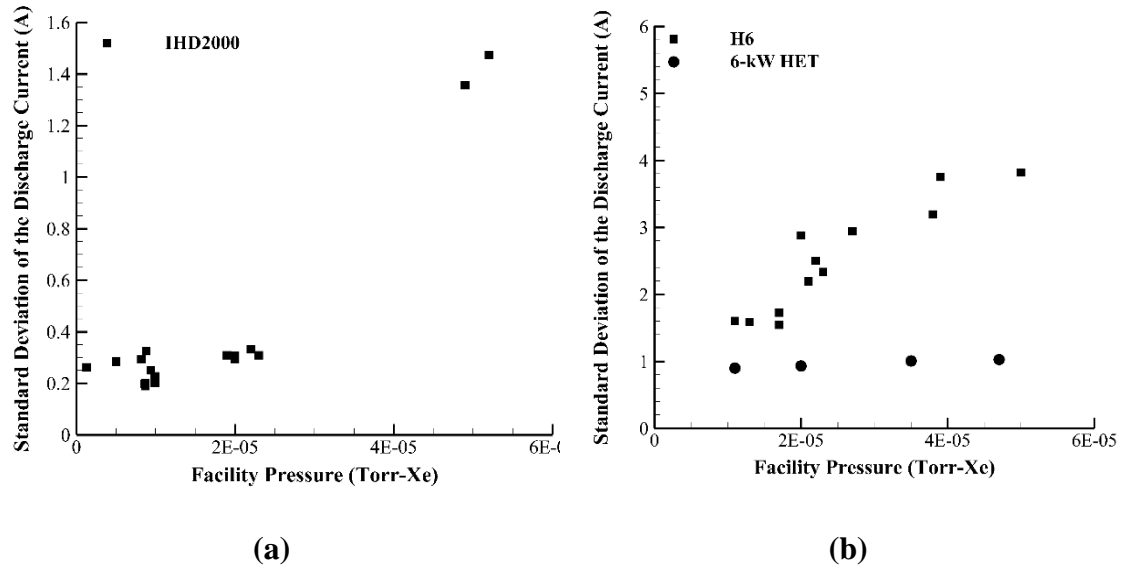 Standard Deviation of the Discharge Current (A)
1.6
1.4
1.2
1
0.8
0.6
0.4
0.2
0
IHD2000
0
2E-05
4E-05
Facility Pressure (Torr-Xe)
(a)
Standard Deviation of the Discharge Current (A)
6
5
4
3
2
1
0
H6
6-kW HET
0
2E-05
4E-05
6E-05
Facility Pressure (Torr-Xe)
(b)